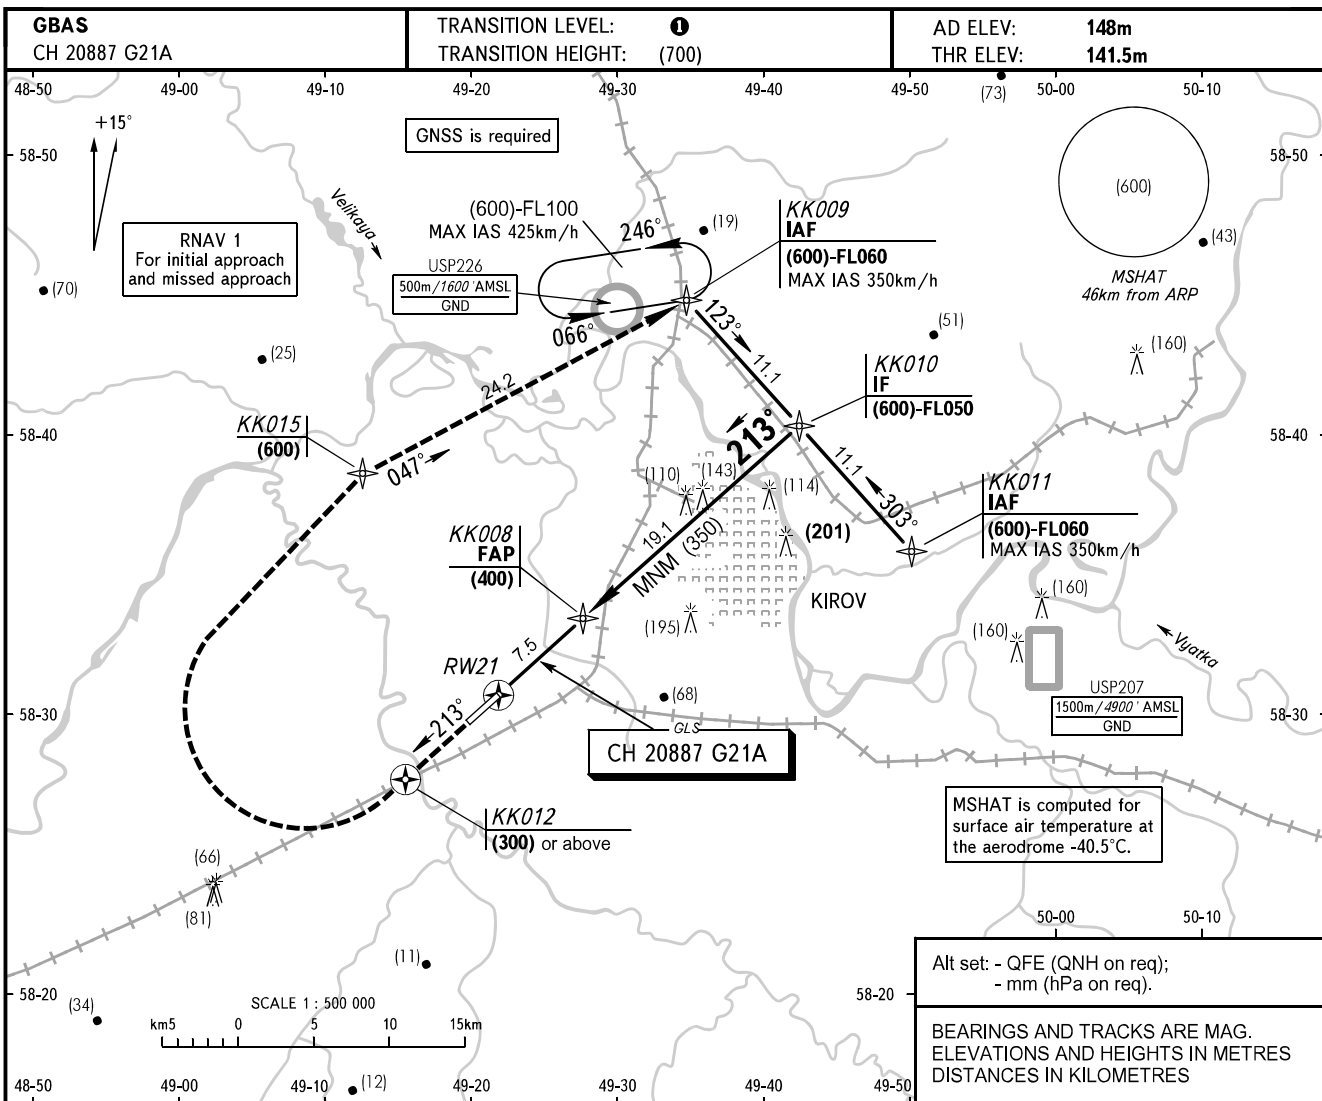 GBAS
CH 20887 G21A
TRANSITION LEVEL: 1
TRANSITION HEIGHT: (700)
AD ELEV: 148m
THR ELEV: 141.5m
48-50 49-00 49-10 49-20 49-30 49-40 49-50 50-00 50-10
(73)
+15°
GNSS is required
58-50 58-50
(600)
Velikaya
(600)-FL100
MAX IAS 425km/h
246°
(19)
KK009
IAF
(600)-FL060
MAX IAS 350km/h
(43)
RNAV 1
For initial approach
and missed approach
USP226
500m/1600'AMSL
GND
MSHAT
46km from ARP
(70)
066°
123°
11.1
(51)
(160)
(25)
KK010
IF
(600)-FL050
24.2
KK015
(600)
58-40 58-40
047°
213°
11.1
303°
(110)
(143)
(114)
KK011
IAF
(600)-FL060
MAX IAS 350km/h
KK008
FAP
(400)
19.1
MNM (350)
(201)
KIROV
(160)
(195)
(160)
Vyatka
7.5
RW21
(68)
USP207
1500m/4900'AMSL
GND
58-30 58-30
213°
GLS
CH 20887 G21A
KK012
(300) or above
MSHAT is computed for
surface air temperature at
the aerodrome -40.5°C.
(66)
(81)
50-00 50-10
(11)
Alt set: - QFE (QNH on req);
- mm (hPa on req).
58-20 58-20
(34)
SCALE 1 : 500 000
km5 0 5 10 15km
BEARINGS AND TRACKS ARE MAG.
ELEVATIONS AND HEIGHTS IN METRES
DISTANCES IN KILOMETRES
(12)
48-50 49-00 49-10 49-20 49-30 49-40 49-50